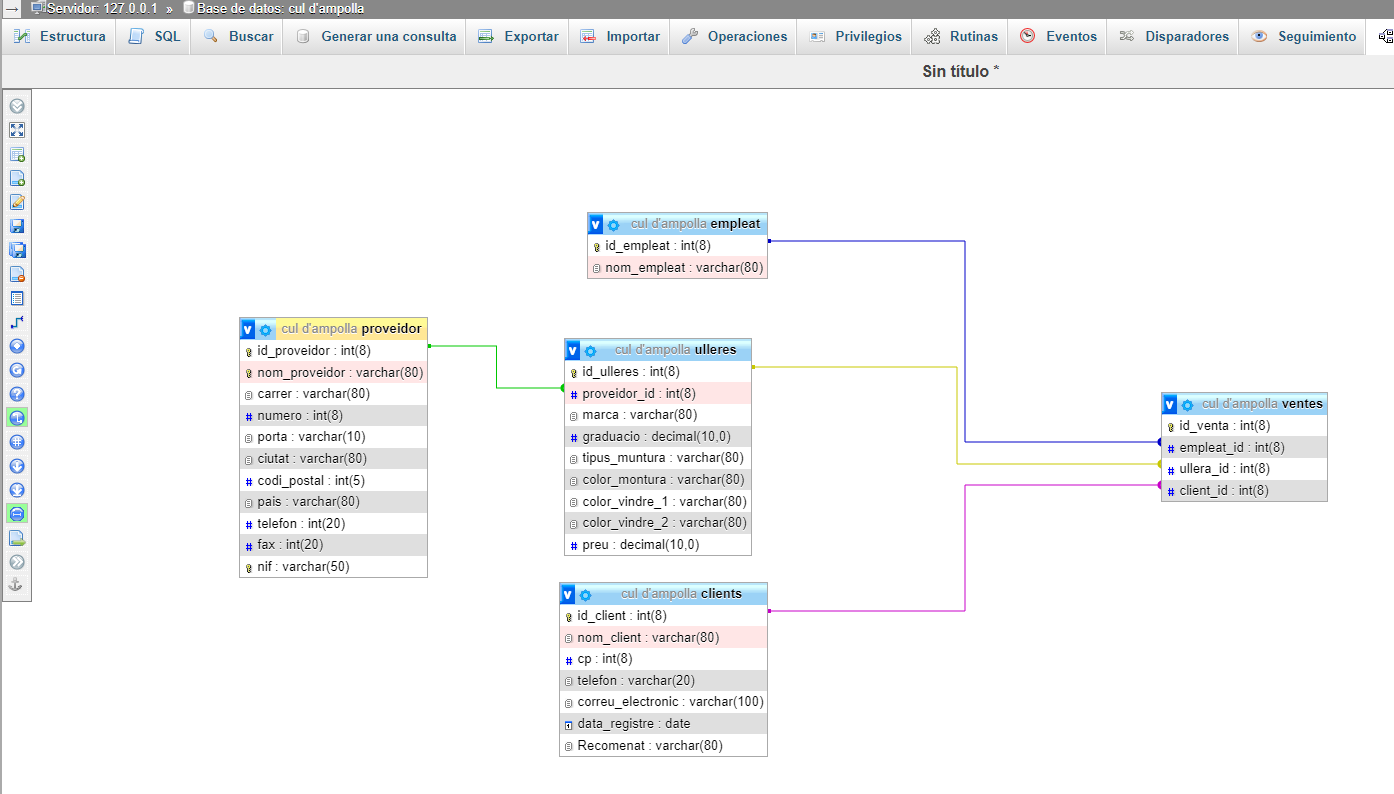 Servidor: 127.0.0.1 » Base de datos: cul d'ampolla
Estructura SQL Buscar Generar una consulta Exportar Importar Operaciones Privilegios Rutinas Eventos Disparadores Seguimiento
Sin título *
cul d'ampolla empleat
id_empleat : int(8)
nom_empleat : varchar(80)
cul d'ampolla proveidor
id_proveidor : int(8)
nom_proveidor : varchar(80)
carrer : varchar(80)
numero : int(8)
porta : varchar(10)
ciutat : varchar(80)
codi_postal : int(5)
pais : varchar(80)
telefon : int(20)
fax : int(20)
nif : varchar(50)
cul d'ampolla ulleres
id_ulleres : int(8)
proveidor_id : int(8)
marca : varchar(80)
graduacio : decimal(10,0)
tipus_muntura : varchar(80)
color_montura : varchar(80)
color_vindre_1 : varchar(80)
color_vindre_2 : varchar(80)
preu : decimal(10,0)
cul d'ampolla clients
id_client : int(8)
nom_client : varchar(80)
cp : int(8)
telefon : varchar(20)
correu_electronic : varchar(100)
data_registre : date
Recomenat : varchar(80)
cul d'ampolla ventes
id_venta : int(8)
empleat_id : int(8)
ullera_id : int(8)
client_id : int(8)